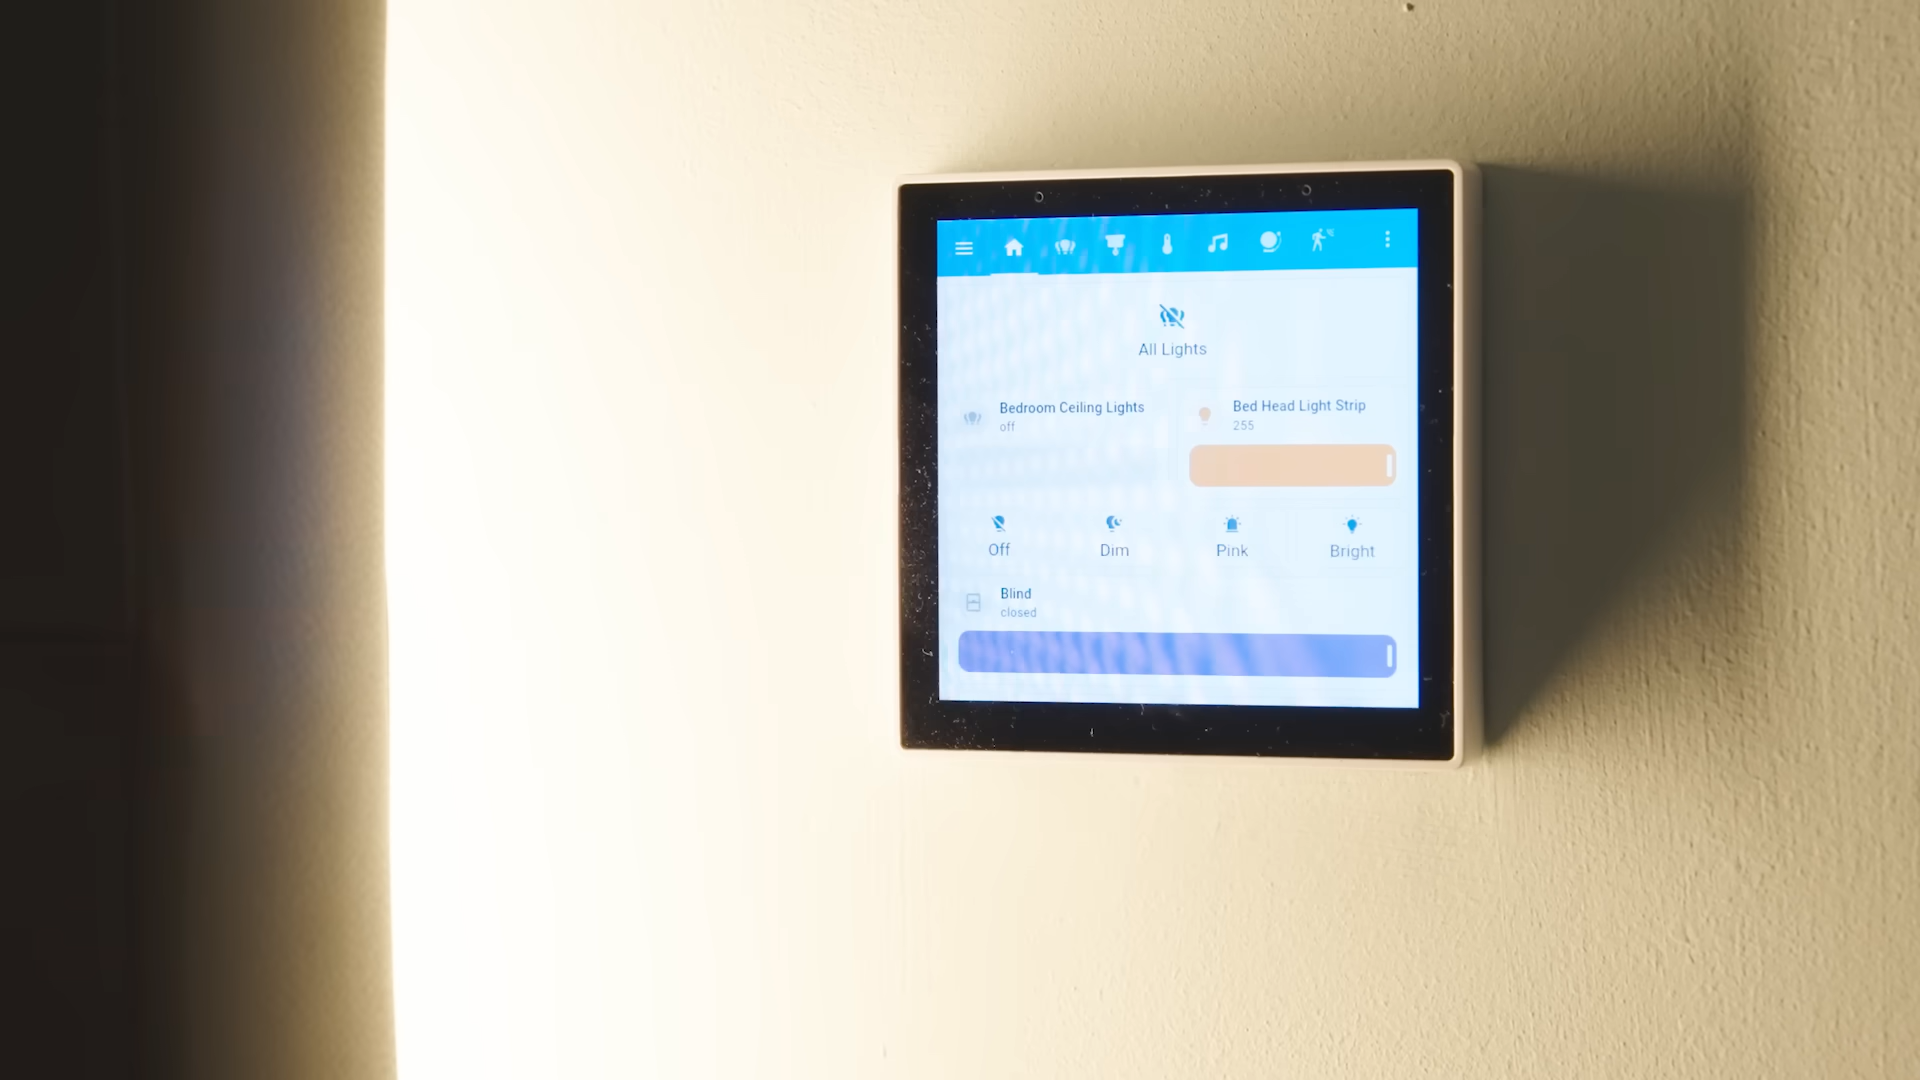 All Lights
Bedroom Ceiling Lights
off
Bed Head Light Strip
255
Off
Dim
Pink
Bright
Blind
closed